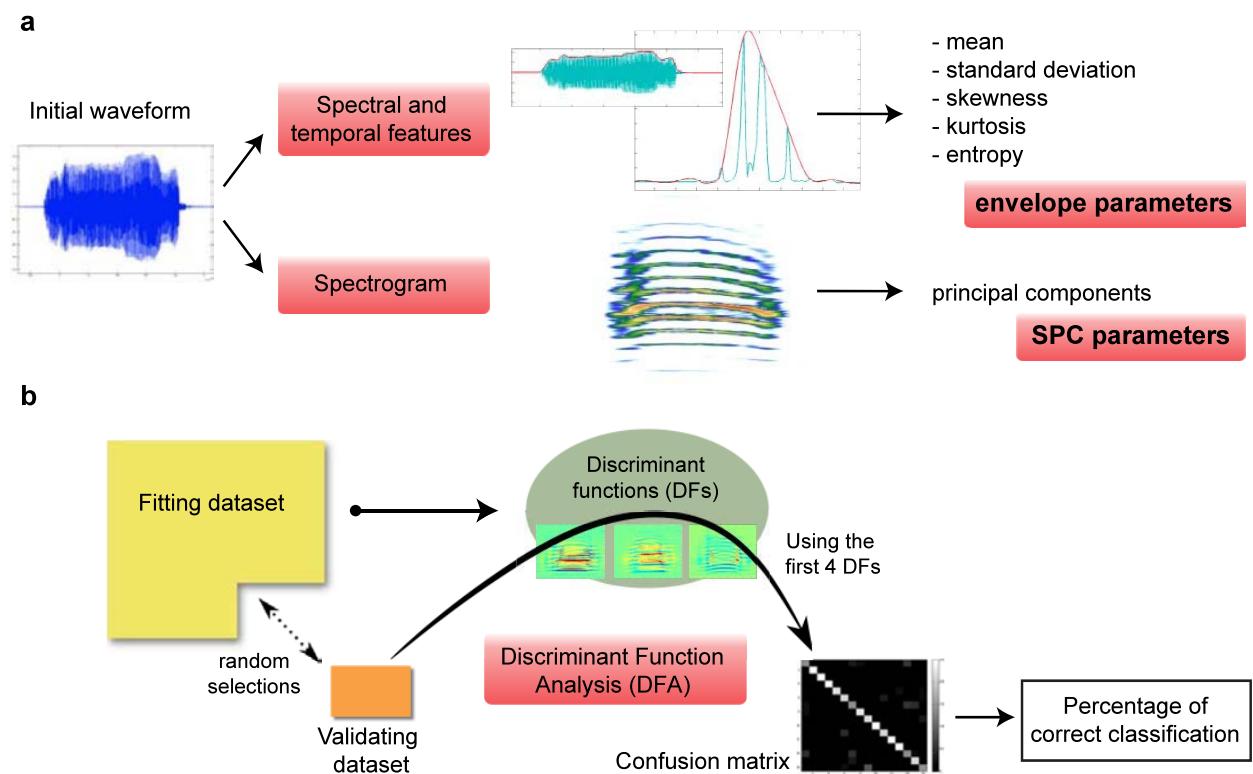 a
Initial waveform
Spectral and
temporal features
Spectrogram
- mean
- standard deviation
- skewness
- kurtosis
- entropy
envelope parameters
principal components
SPC parameters
b
Fitting dataset
random
selections
Validating
dataset
Discriminant
functions (DFs)
Using the
first 4 DFs
Discriminant Function
Analysis (DFA)
Confusion matrix
Percentage of
correct classification